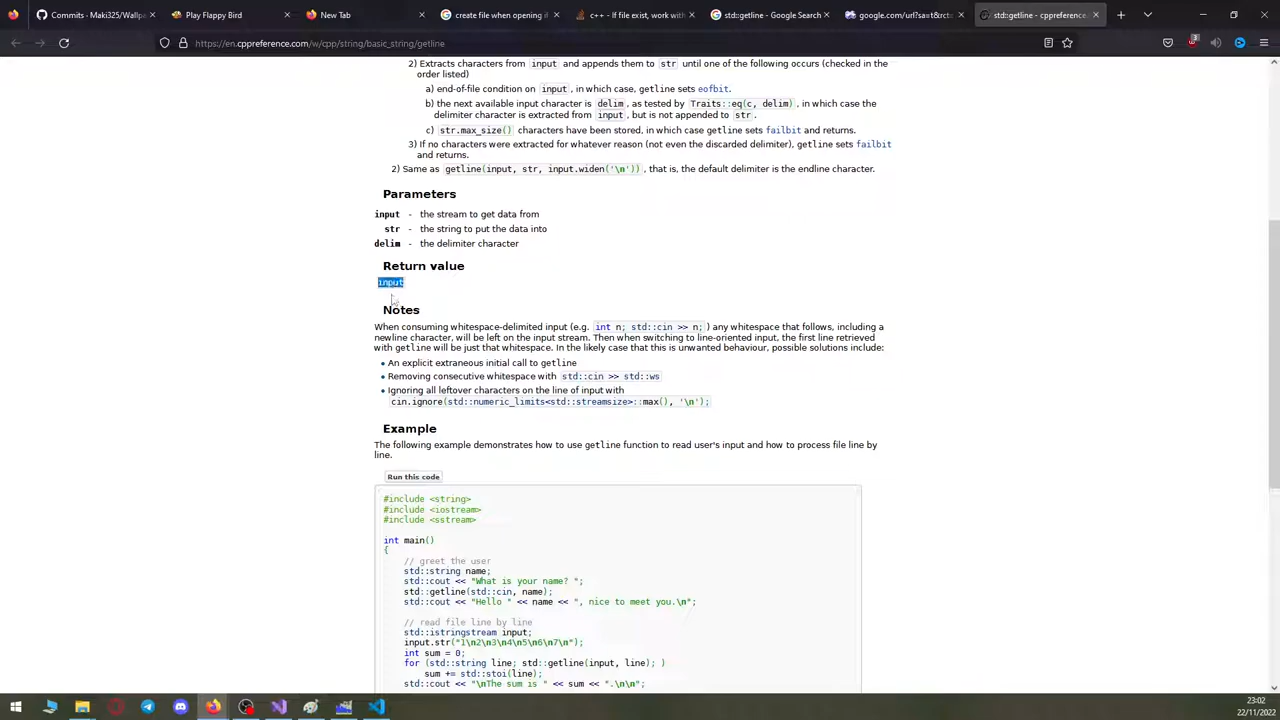 Commits · Maki325/Wallp
Play Flappy Bird
New Tab
create file when opening if
c++ - If file exist, work with
std::getline - Google Search
google.com/url?sa=t&rct=
std::getline - cppreference.
https://en.cppreference.com/w/cpp/string/basic_string/getline
2) Extracts characters from input and appends them to str until one of the following occurs (checked in the
order listed)
a) end-of-file condition on input, in which case, getline sets eofbit.
b) the next available input character is delim, as tested by Traits::eq(c, delim), in which case the
delimiter character is extracted from input, but is not appended to str.
c) str.max_size() characters have been stored, in which case getline sets failbit and returns.
3) If no characters were extracted for whatever reason (not even the discarded delimiter), getline sets failbit
and returns.
2) Same as getline(input, str, input.widen('\n')), that is, the default delimiter is the endline character.
Parameters
input - the stream to get data from
str - the string to put the data into
delim - the delimiter character
Return value
input
Notes
When consuming whitespace-delimited input (e.g. int n; std::cin >> n;) any whitespace that follows, including a
newline character, will be left on the input stream. Then when switching to line-oriented input, the first line retrieved
with getline will be just that whitespace. In the likely case that this is unwanted behaviour, possible solutions include:
• An explicit extraneous initial call to getline
• Removing consecutive whitespace with std::cin >> std::ws
• Ignoring all leftover characters on the line of input with
cin.ignore(std::numeric_limits<std::streamsize>::max(), '\n');
Example
The following example demonstrates how to use getline function to read user's input and how to process file line by
line.
Run this code
#include <string>
#include <iostream>
#include <sstream>
int main()
{
// greet the user
std::string name;
std::cout << "What is your name? ";
std::getline(std::cin, name);
std::cout << "Hello " << name << ", nice to meet you.\n";
// read file line by line
std::istringstream input;
input.str("1\n2\n3\n4\n5\n6\n7\n");
int sum = 0;
for (std::string line; std::getline(input, line); )
sum += std::stoi(line);
std::cout << "\nThe sum is " << sum << ".\n\n";
23:02
22/11/2022